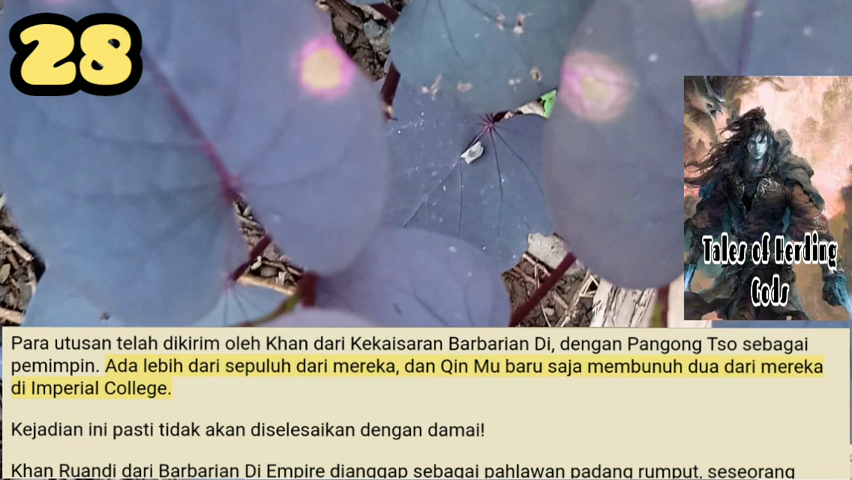 28
Tales of Herding
Gods
Para utusan telah dikirim oleh Khan dari Kekaisaran Barbarian Di, dengan Pangong Tso sebagai
pemimpin. Ada lebih dari sepuluh dari mereka, dan Qin Mu baru saja membunuh dua dari mereka
di Imperial College.
Kejadian ini pasti tidak akan diselesaikan dengan damai!
Khan Ruandi dari Barbarian Di Empire dianggap sebagai pahlawan padang rumput, seseorang